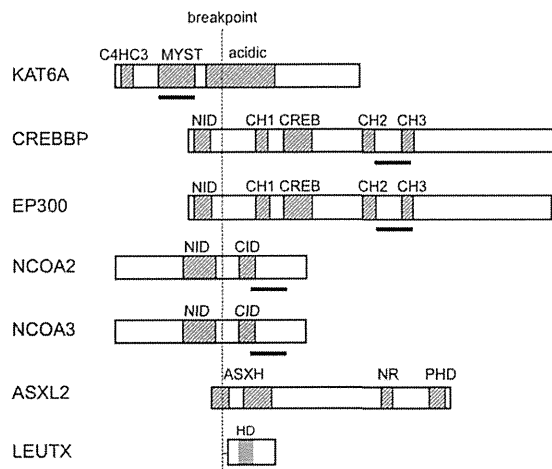 breakpoint
C4HC3 MYST acidic
KAT6A
NID CH1 CREB CH2 CH3
CREBBP
NID CH1 CREB CH2 CH3
EP300
NID CID
NCOA2
NID CID
NCOA3
ASXH NR PHD
ASXL2
HD
LEUTX